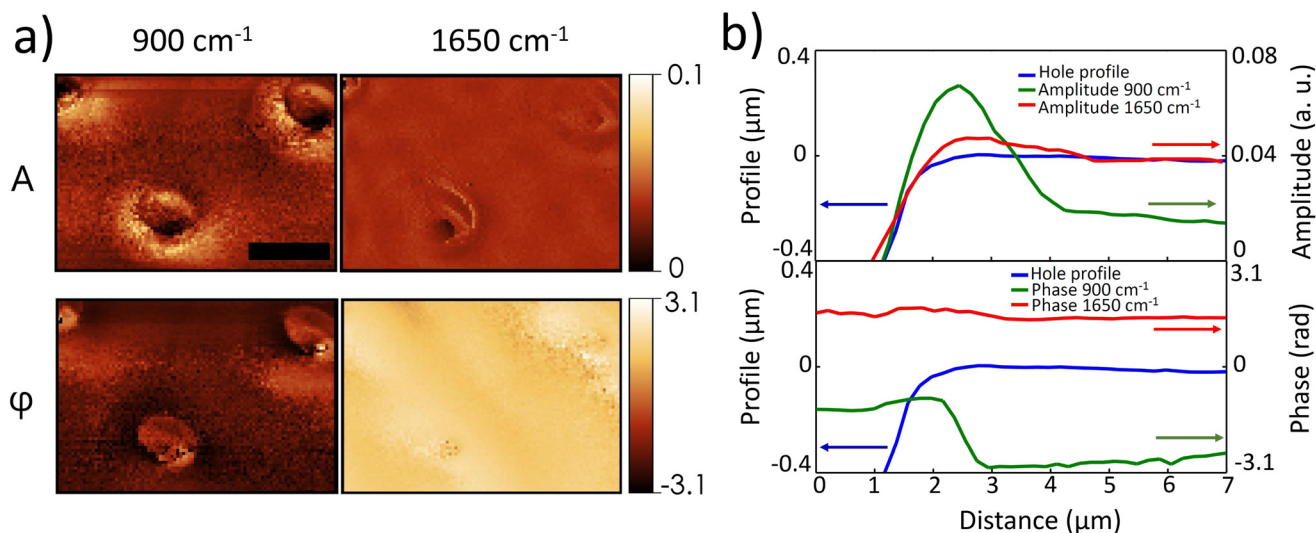 a)
900 cm⁻¹
1650 cm⁻¹
A
0.1
0
φ
3.1
-3.1
b)
0.4
0
-0.4
Profile (μm)
Hole profile
Amplitude 900 cm⁻¹
Amplitude 1650 cm⁻¹
0.08
0.04
0
Amplitude (a. u.)
0.4
0
-0.4
Profile (μm)
Hole profile
Phase 900 cm⁻¹
Phase 1650 cm⁻¹
3.1
0
-3.1
Phase (rad)
0 1 2 3 4 5 6 7
Distance (μm)